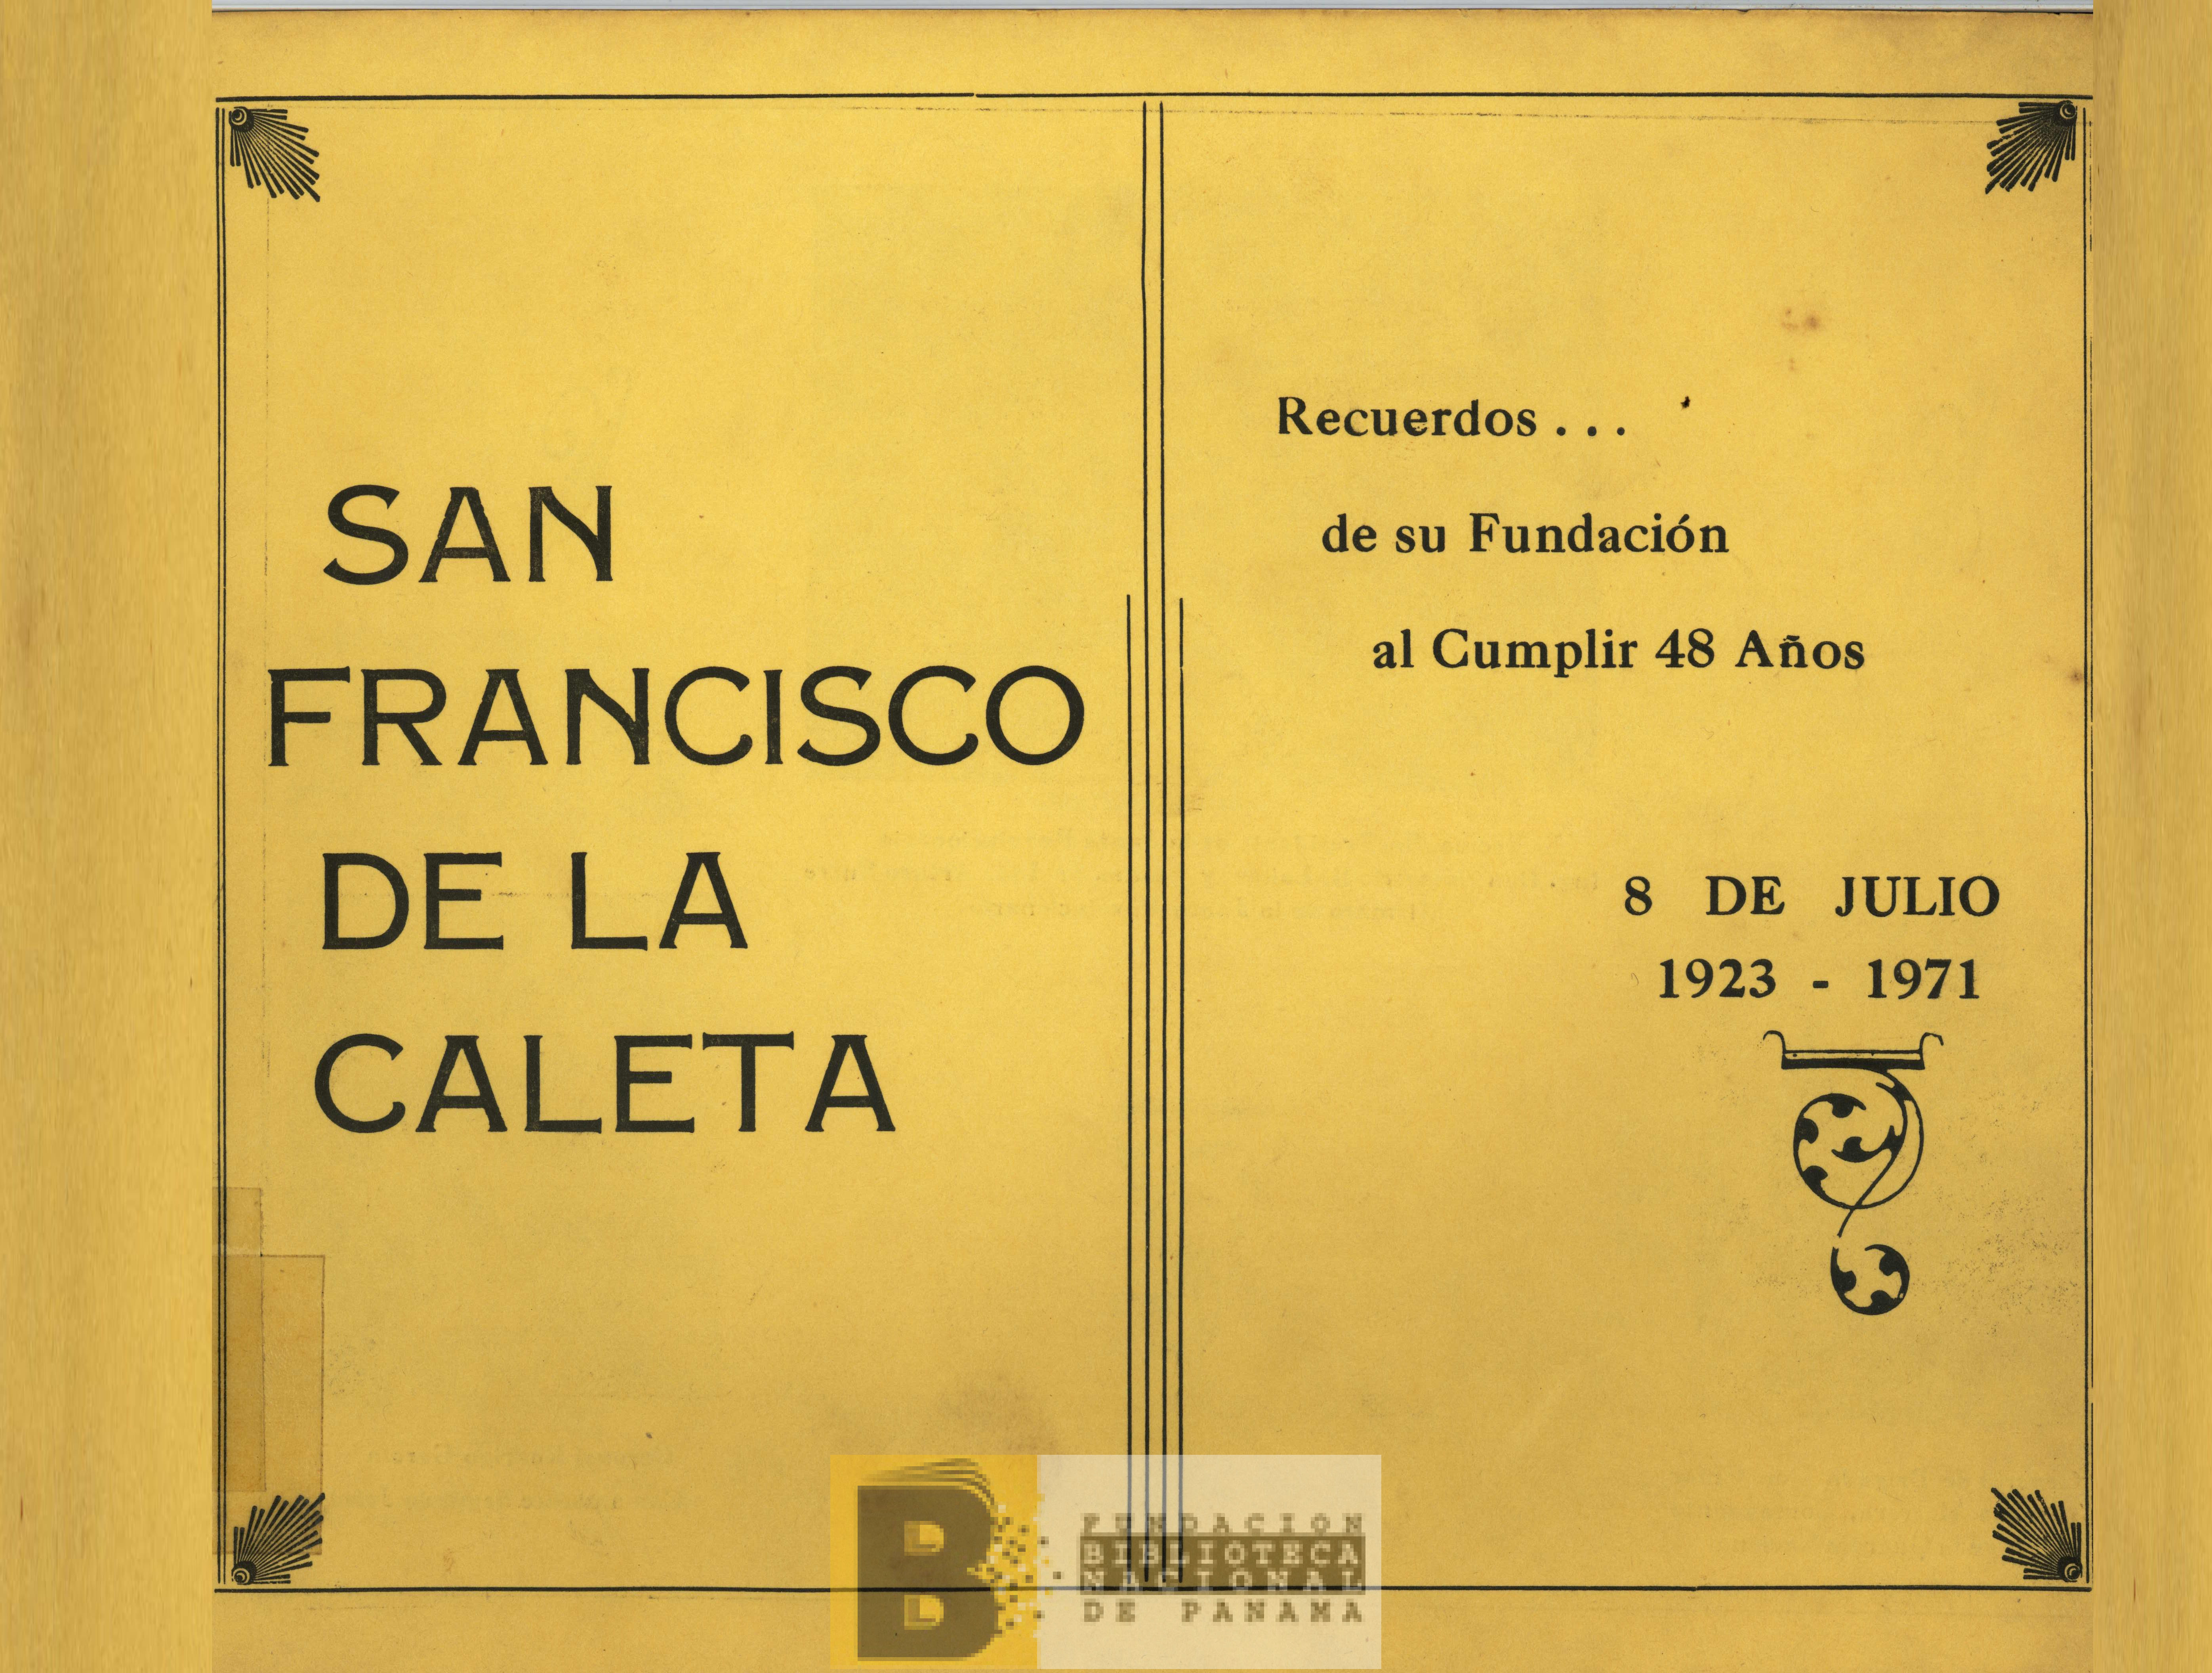 SAN
FRANCISCO
DE LA
CALETA
Recuerdos . . .
de su Fundación
al Cumplir 48 Años
8 DE JULIO
1923 - 1971
FUNDACION
BIBLIOTECA
NACIONAL
DE PANAMA